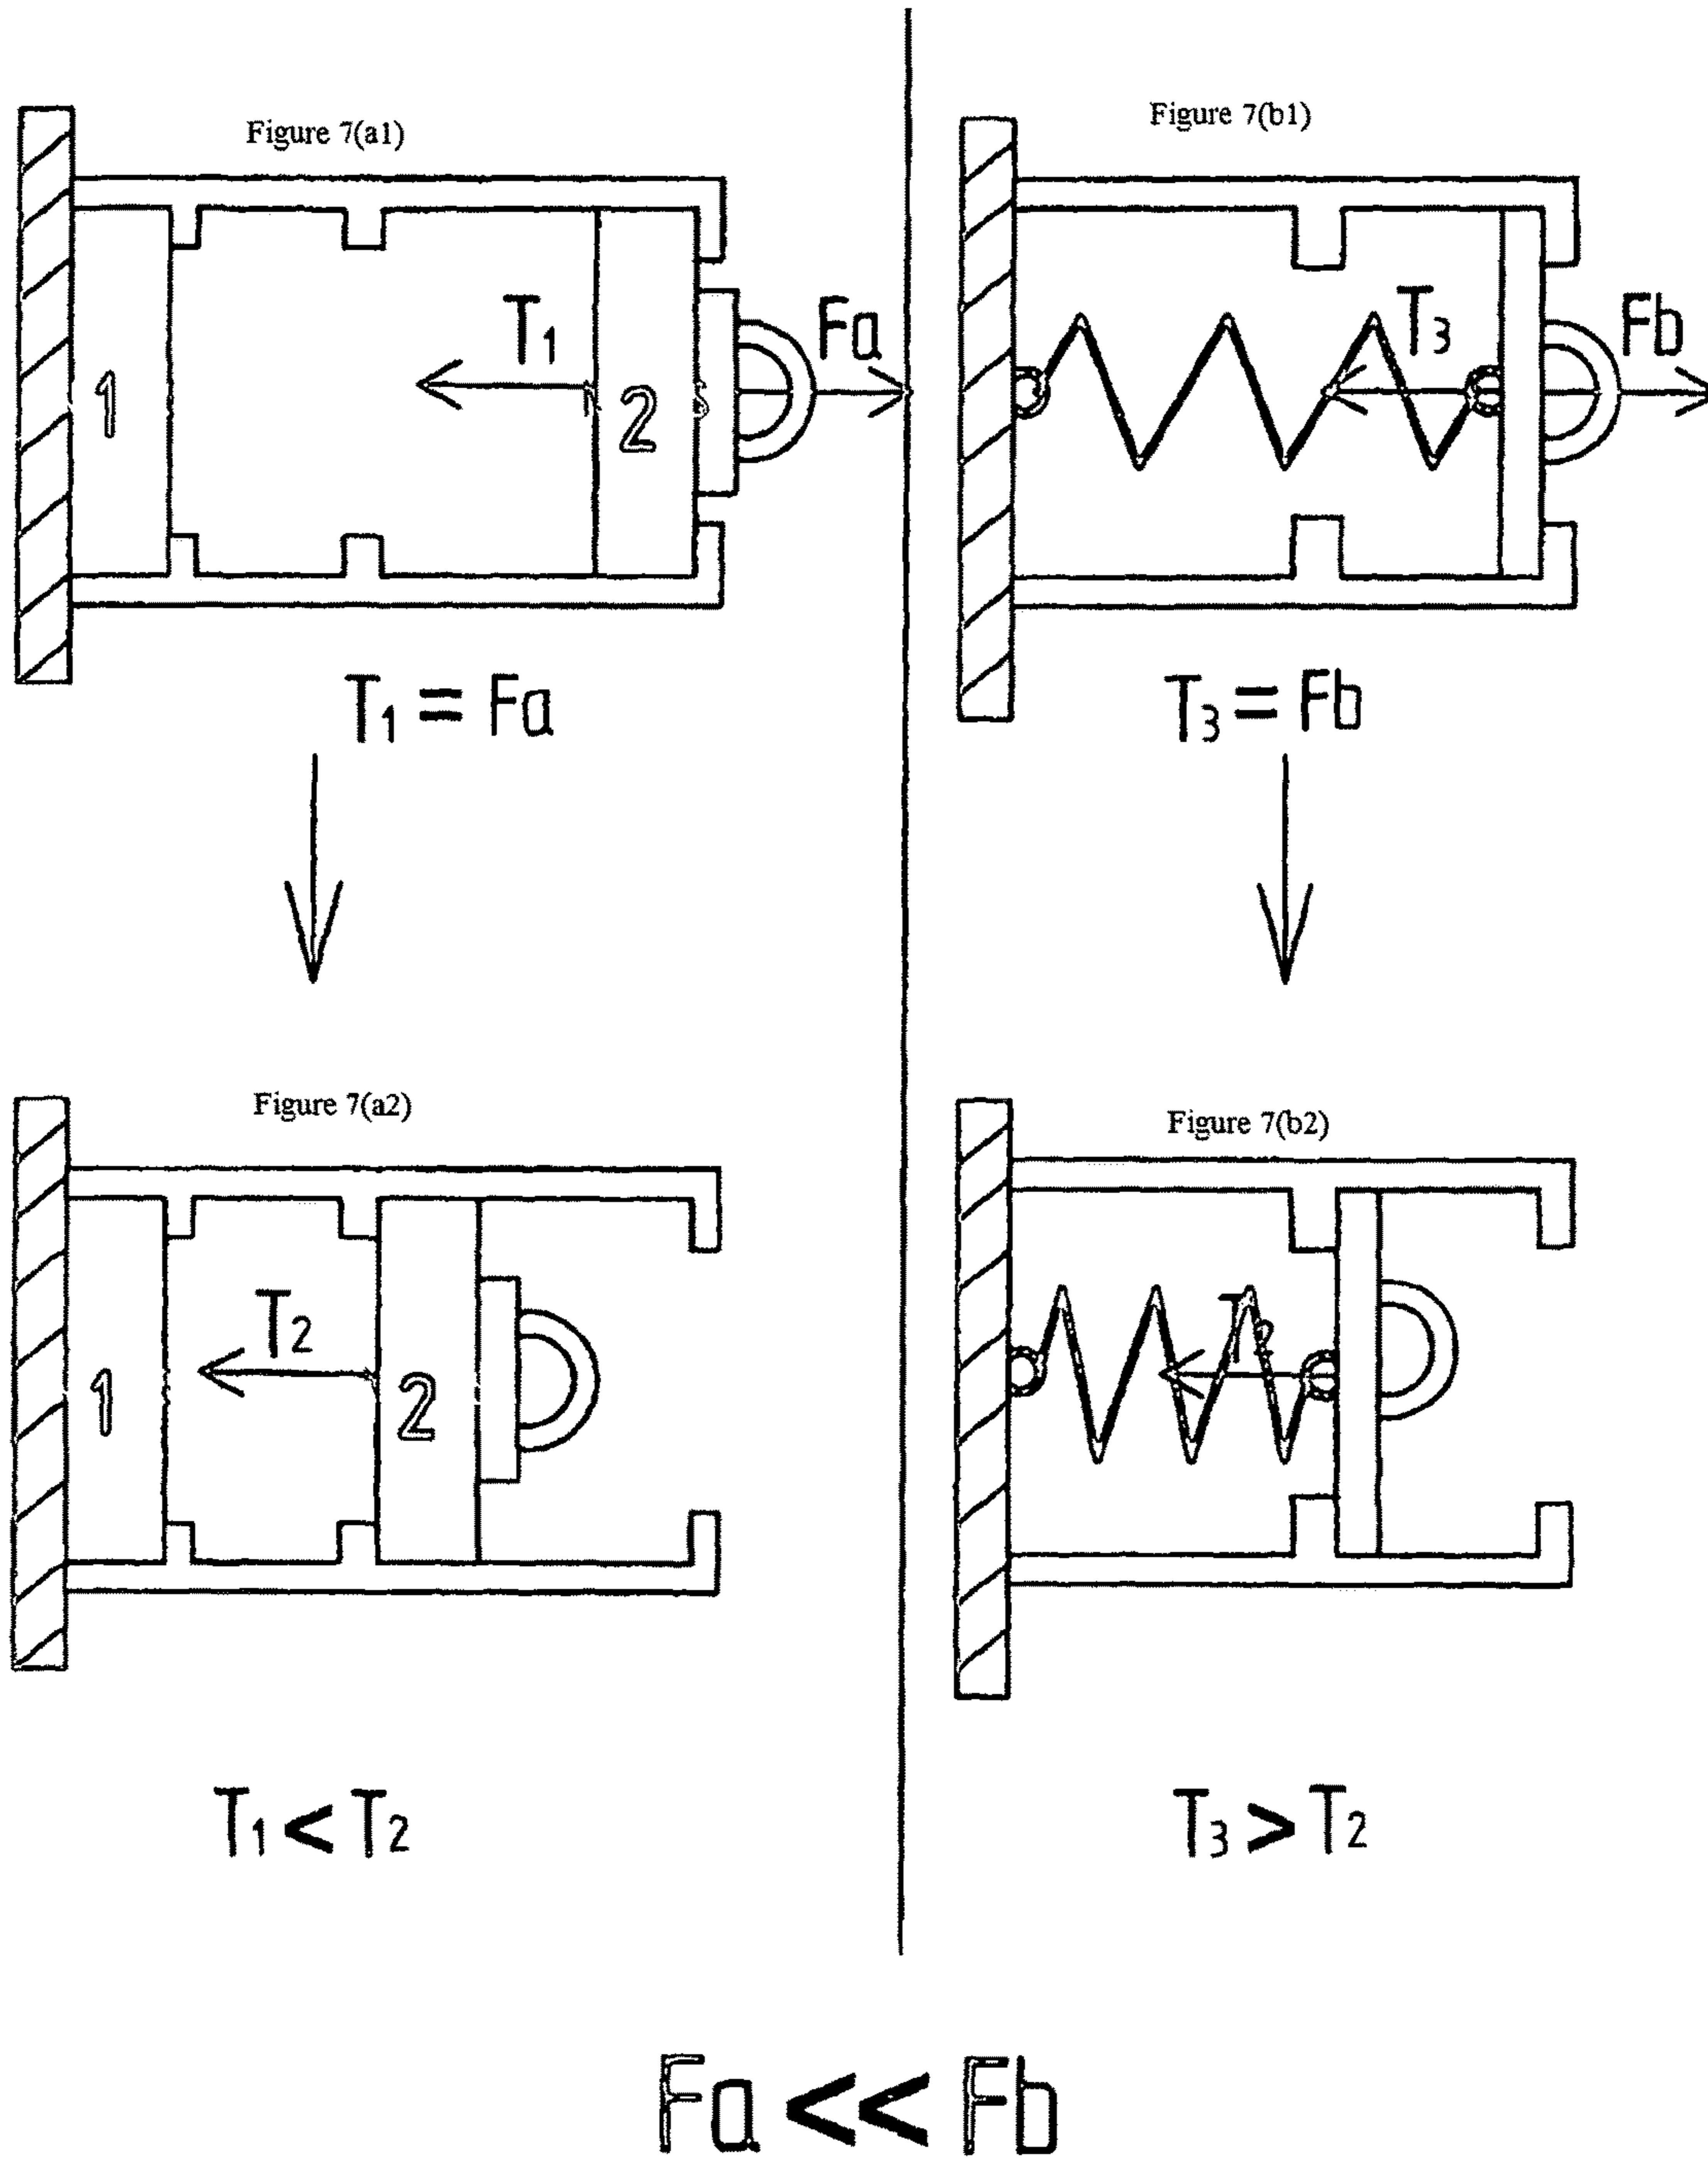 Figure 7(a1)
1
T1
2
Fa
T1 = Fa
Figure 7(a2)
1
T2
2
T1 < T2
Figure 7(b1)
T3
Fb
T3 = Fb
Figure 7(b2)
T2
T3 > T2
Fa << Fb